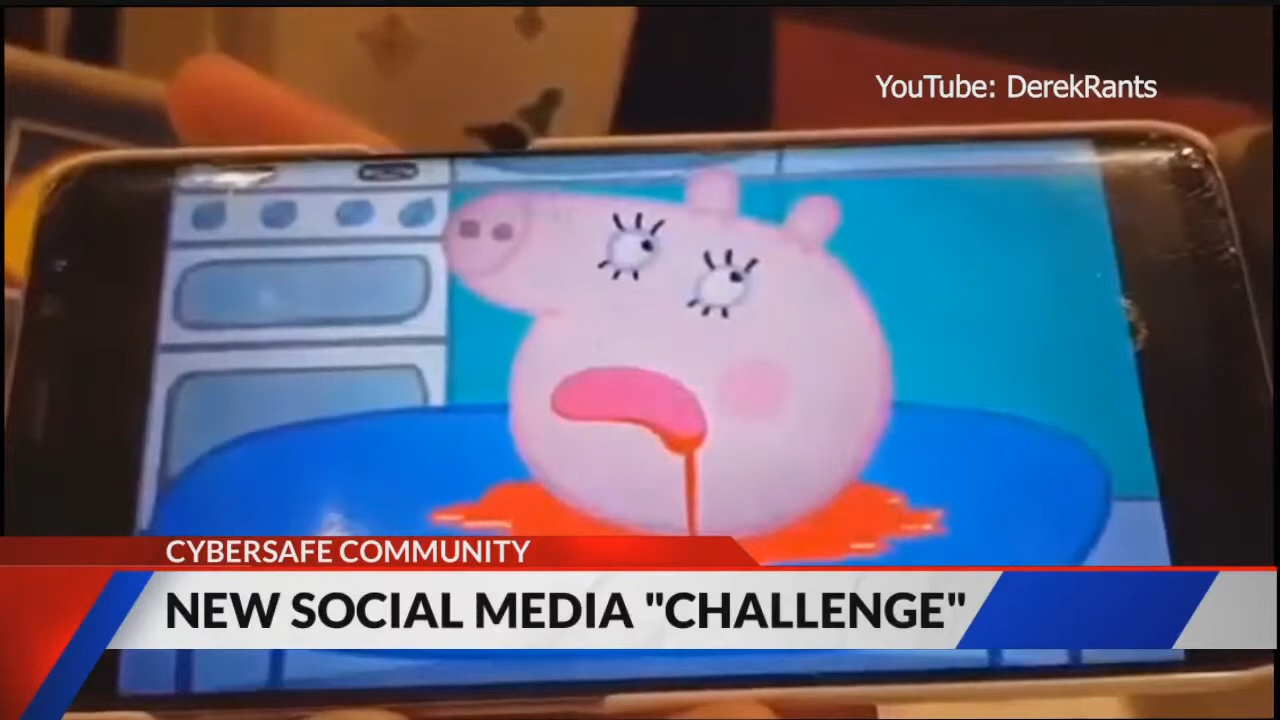 YouTube: DerekRants
CYBERSAFE COMMUNITY
NEW SOCIAL MEDIA "CHALLENGE"